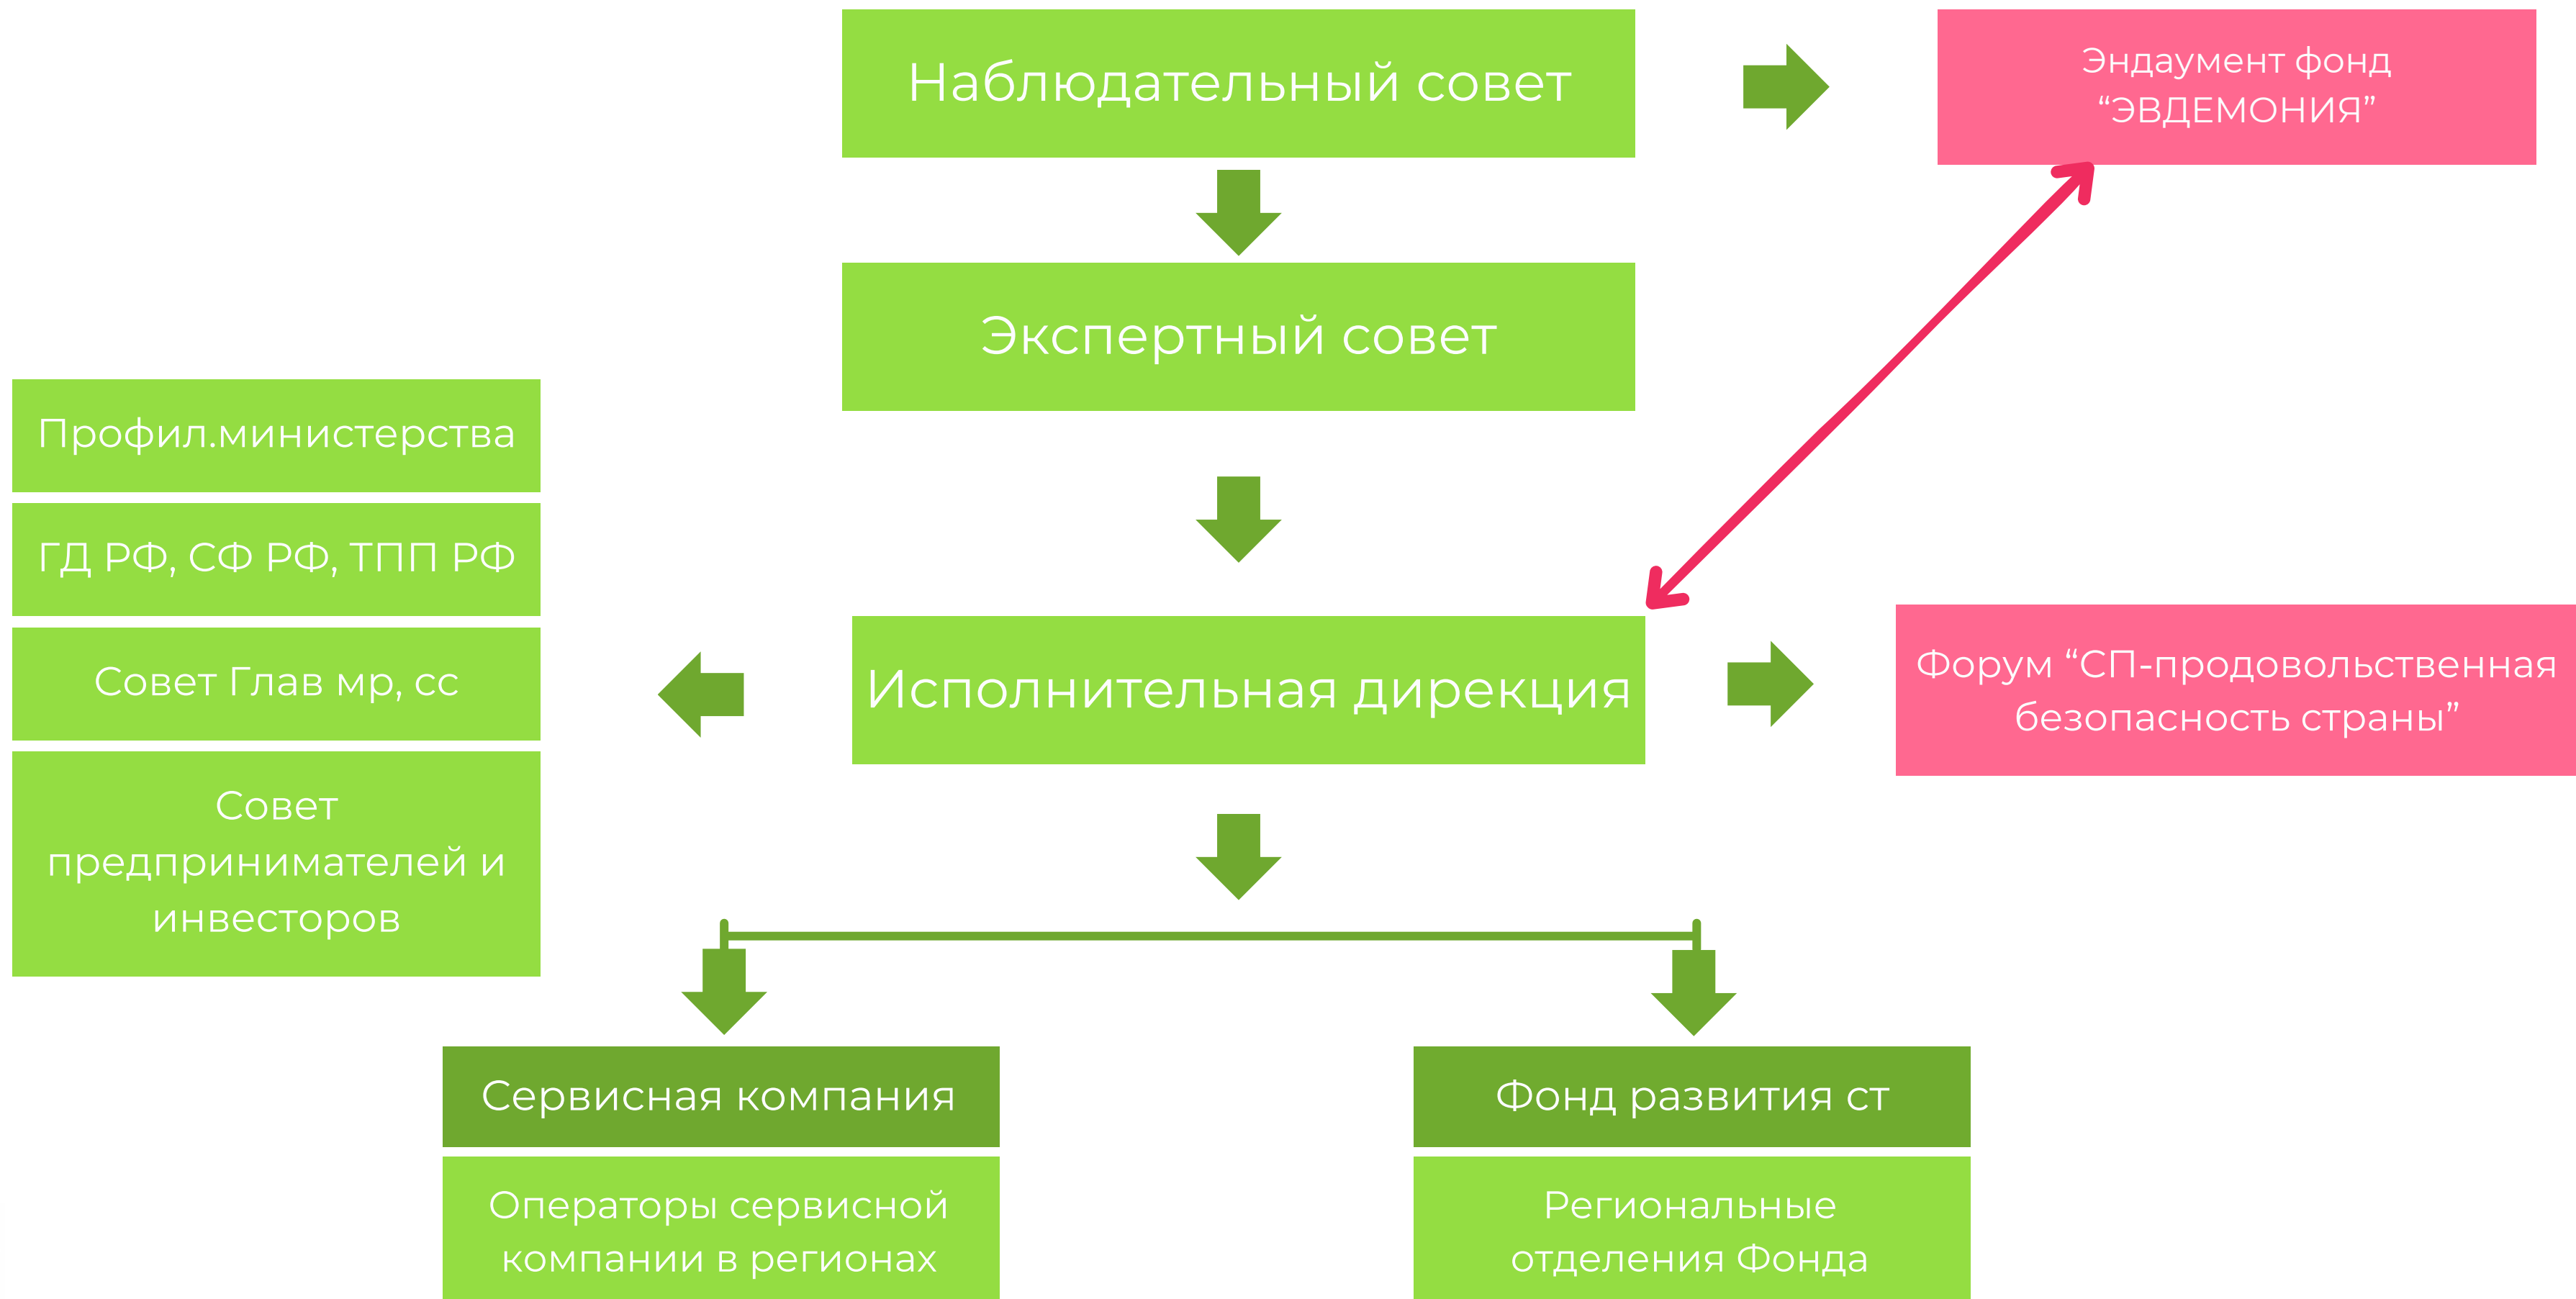 Наблюдательный совет
Эндаумент фонд
“ЭВДЕМОНИЯ”
Экспертный совет
Профил.министерства
ГД РФ, СФ РФ, ТПП РФ
Совет Глав мр, сс
Совет
предпринимателей и
инвесторов
Исполнительная дирекция
Форум “СП-продовольственная
безопасность страны”
Сервисная компания
Операторы сервисной
компании в регионах
Фонд развития ст
Региональные
отделения Фонда